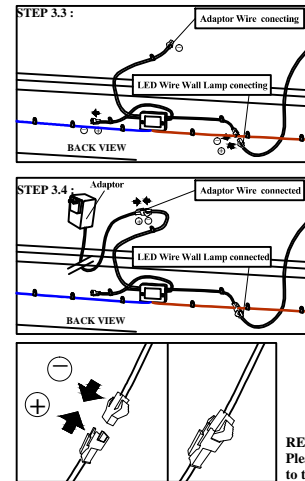 STEP 3.3 :
Adaptor Wire conecting
LED Wire Wall Lamp conecting
BACK VIEW
STEP 3.4 :
Adaptor
Adaptor Wire connected
LED Wire Wall Lamp connected
BACK VIEW
RE
Plea
to t